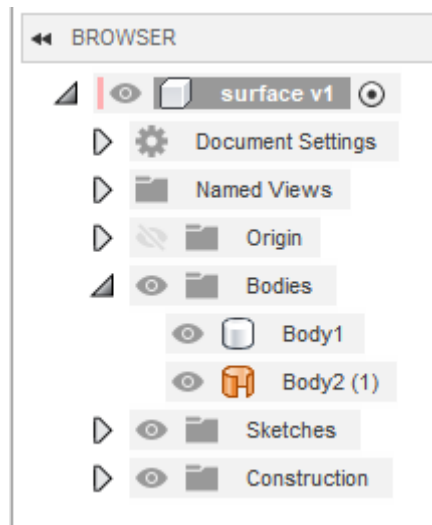 BROWSER
surface v1
Document Settings
Named Views
Origin
Bodies
Body1
Body2 (1)
Sketches
Construction